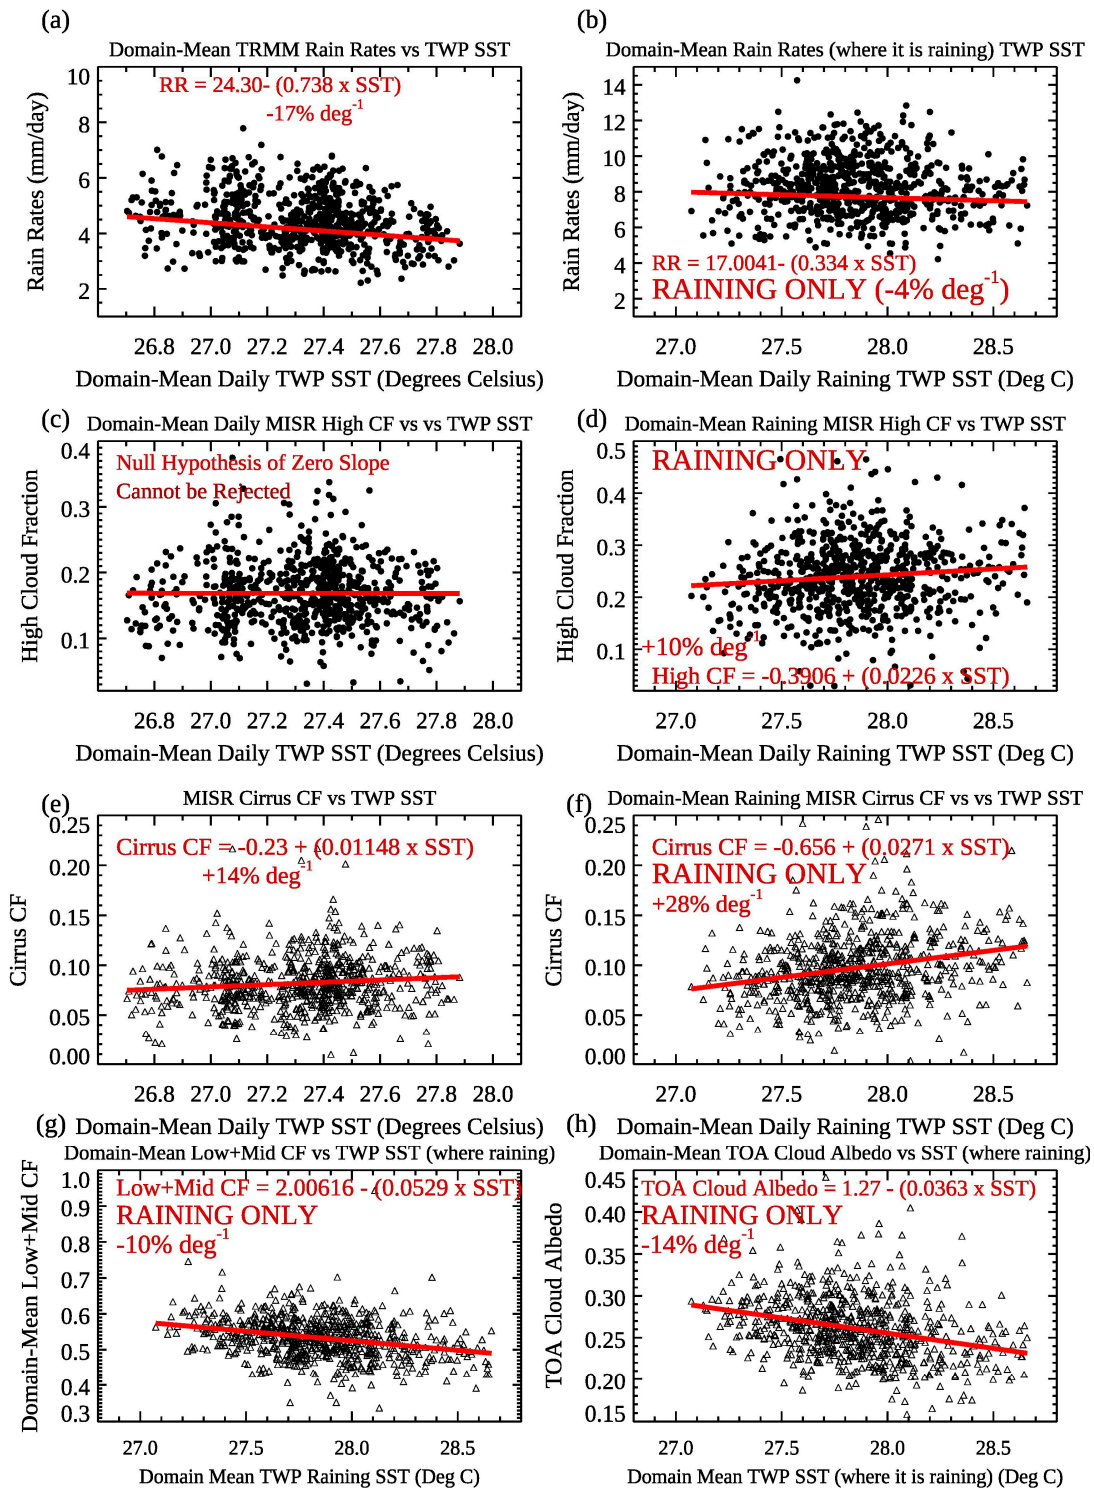 (a)
Domain-Mean TRMM Rain Rates vs TWP SST
RR = 24.30- (0.738 x SST)
-17% deg-1
Rain Rates (mm/day)
10
8
6
4
2
26.8 27.0 27.2 27.4 27.6 27.8 28.0
Domain-Mean Daily TWP SST (Degrees Celsius)
(b)
Domain-Mean Rain Rates (where it is raining) TWP SST
Rain Rates (mm/day)
14
12
10
8
6
4
2
RR = 17.0041- (0.334 x SST)
RAINING ONLY (-4% deg-1)
27.0 27.5 28.0 28.5
Domain-Mean Daily Raining TWP SST (Deg C)
(c)
Domain-Mean Daily MISR High CF vs vs TWP SST
Null Hypothesis of Zero Slope
Cannot be Rejected
High Cloud Fraction
0.4
0.3
0.2
0.1
26.8 27.0 27.2 27.4 27.6 27.8 28.0
Domain-Mean Daily TWP SST (Degrees Celsius)
(d)
Domain-Mean Raining MISR High CF vs TWP SST
RAINING ONLY
High Cloud Fraction
0.5
0.4
0.3
0.2
0.1
+10% deg-1
High CF = -0.3906 + (0.0226 x SST)
27.0 27.5 28.0 28.5
Domain-Mean Daily Raining TWP SST (Deg C)
(e)
MISR Cirrus CF vs TWP SST
Cirrus CF = -0.23 + (0.01148 x SST)
+14% deg-1
Cirrus CF
0.25
0.20
0.15
0.10
0.05
0.00
26.8 27.0 27.2 27.4 27.6 27.8 28.0
Domain-Mean Daily TWP SST (Degrees Celsius)
(f)
Domain-Mean Raining MISR Cirrus CF vs vs TWP SST
Cirrus CF = -0.656 + (0.0271 x SST)
RAINING ONLY
+28% deg-1
Cirrus CF
0.25
0.20
0.15
0.10
0.05
0.00
27.0 27.5 28.0 28.5
Domain-Mean Daily Raining TWP SST (Deg C)
(g)
Domain-Mean Low+Mid CF vs TWP SST (where raining)
Low+Mid CF = 2.00616 - (0.0529 x SST)
RAINING ONLY
-10% deg-1
Domain-Mean Low+Mid CF
1.0
0.9
0.8
0.7
0.6
0.5
0.4
0.3
27.0 27.5 28.0 28.5
Domain Mean TWP Raining SST (Deg C)
(h)
Domain-Mean TOA Cloud Albedo vs SST (where raining)
TOA Cloud Albedo = 1.27 - (0.0363 x SST)
RAINING ONLY
-14% deg-1
TOA Cloud Albedo
0.45
0.40
0.35
0.30
0.25
0.20
0.15
27.0 27.5 28.0 28.5
Domain Mean TWP SST (where it is raining) (Deg C)